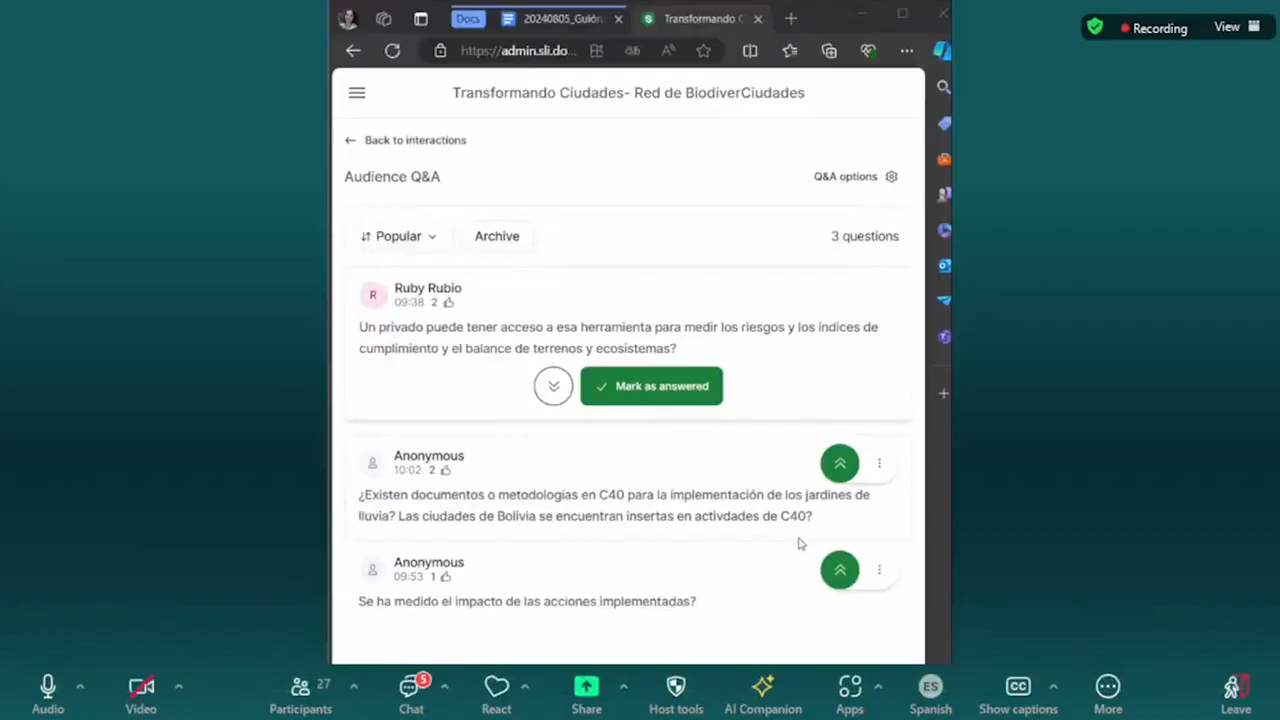 Docs
20240805_Guión
Transformando C
Recording
View
https://admin.sli.do...
Transformando Ciudades- Red de BiodiverCiudades
Back to interactions
Audience Q&A
Q&A options
Popular
Archive
3 questions
R
Ruby Rubio
09:38 2
Un privado puede tener acceso a esa herramienta para medir los riesgos y los indices de
cumplimiento y el balance de terrenos y ecosistemas?
Mark as answered
Anonymous
10:02 2
¿Existen documentos o metodologías en C40 para la implementación de los jardines de
lluvia? Las ciudades de Bolivia se encuentran insertas en activdades de C40?
Anonymous
09:53 1
Se ha medido el impacto de las acciones implementadas?
27
5
ES
CC
Audio
Video
Participants
Chat
React
Share
Host tools
AI Companion
Apps
Spanish
Show captions
More
Leave